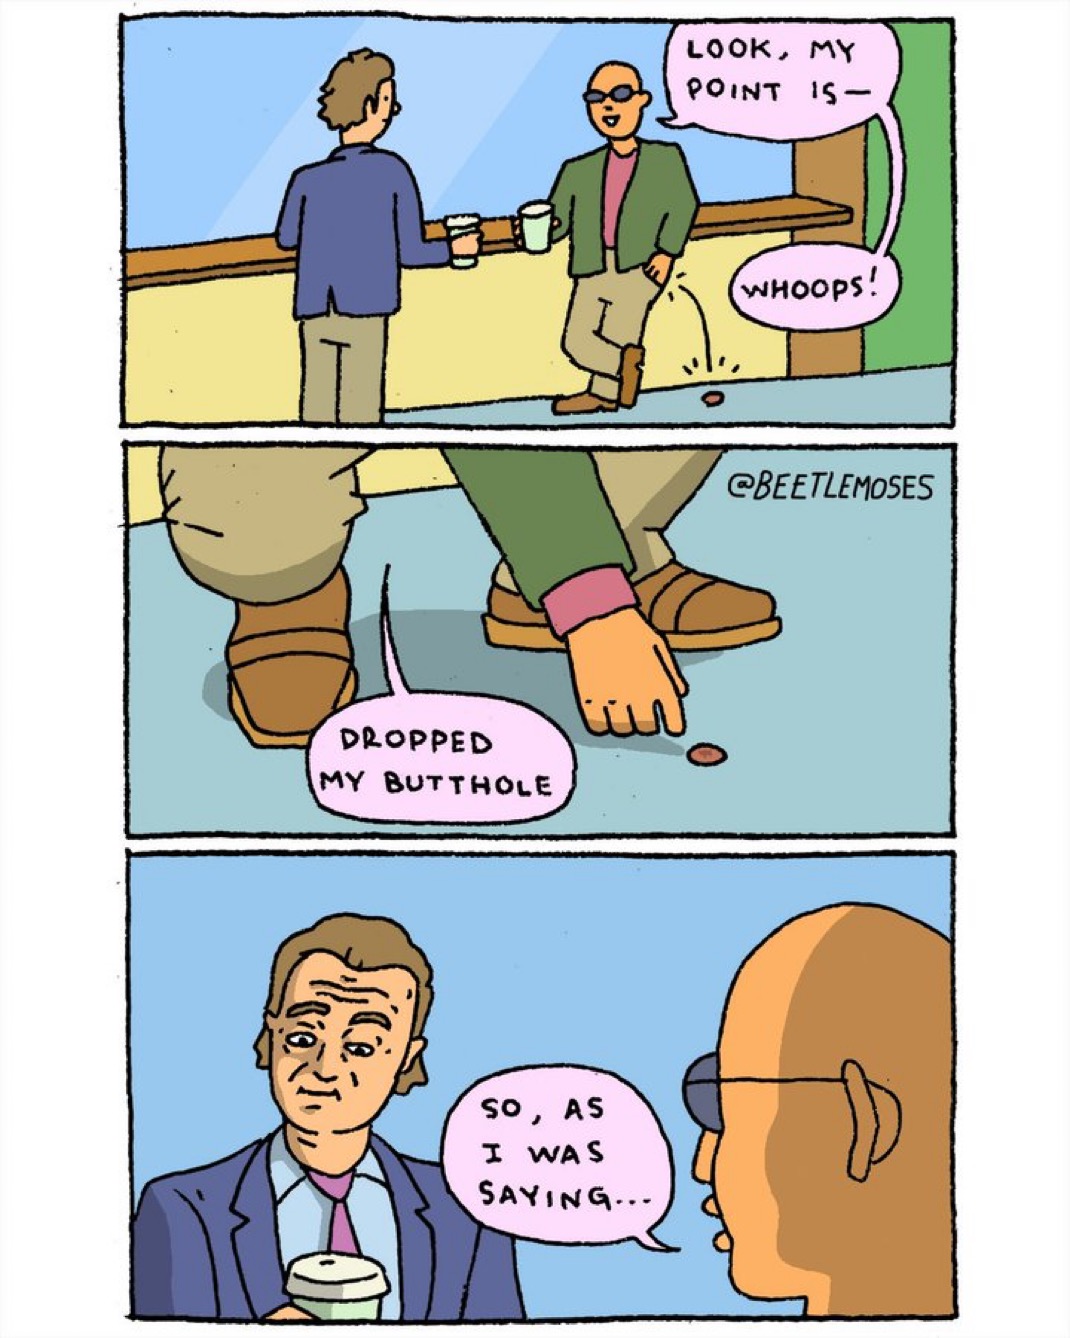 LOOK, MY
POINT IS—
WHOOPS!
@BEETLEMOSES
DROPPED
MY BUTTHOLE
SO, AS
I WAS
SAYING...